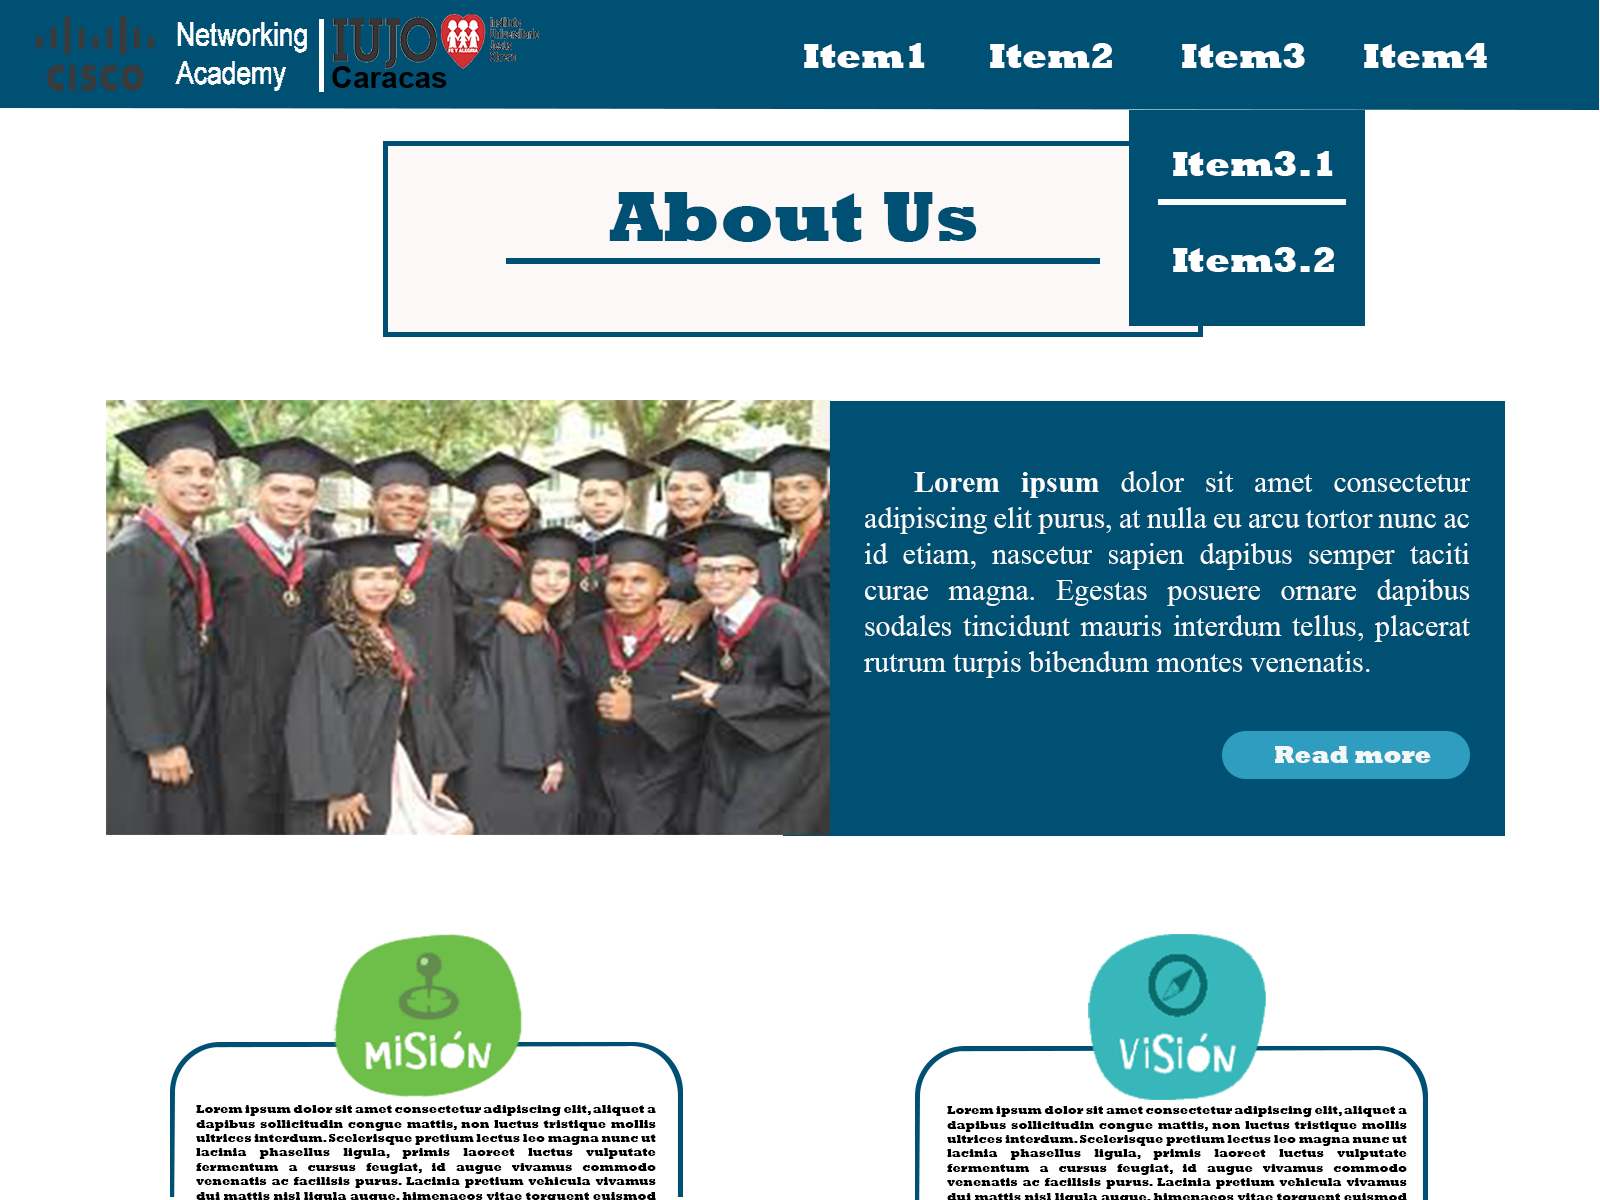 Networking
Academy
CISCO
IUJO
Caracas
FE Y ALEGRIA
Instituto
Universitario
Jesús
Obrero
Item1
Item2
Item3
Item4
Item3.1
Item3.2
About Us
Lorem ipsum dolor sit amet consectetur
adipiscing elit purus, at nulla eu arcu tortor nunc ac
id etiam, nascetur sapien dapibus semper taciti
curae magna. Egestas posuere ornare dapibus
sodales tincidunt mauris interdum tellus, placerat
rutrum turpis bibendum montes venenatis.
Read more
MiSiÓN
Lorem ipsum dolor sit amet consectetur adipiscing elit, aliquet a
dapibus sollicitudin congue mattis, non luctus tristique mollis
ultrices interdum. Scelerisque pretium lectus leo magna nunc ut
lacinia phasellus ligula, primis laoreet luctus vulputate
fermentum a cursus feugiat, id augue vivamus commodo
venenatis ac facilisis purus. Lacinia pretium vehicula vivamus
dui mattis nisl ligula augue, himenaeos vitae torquent euismod
ViSiÓN
Lorem ipsum dolor sit amet consectetur adipiscing elit, aliquet a
dapibus sollicitudin congue mattis, non luctus tristique mollis
ultrices interdum. Scelerisque pretium lectus leo magna nunc ut
lacinia phasellus ligula, primis laoreet luctus vulputate
fermentum a cursus feugiat, id augue vivamus commodo
venenatis ac facilisis purus. Lacinia pretium vehicula vivamus
dui mattis nisl ligula augue, himenaeos vitae torquent euismod